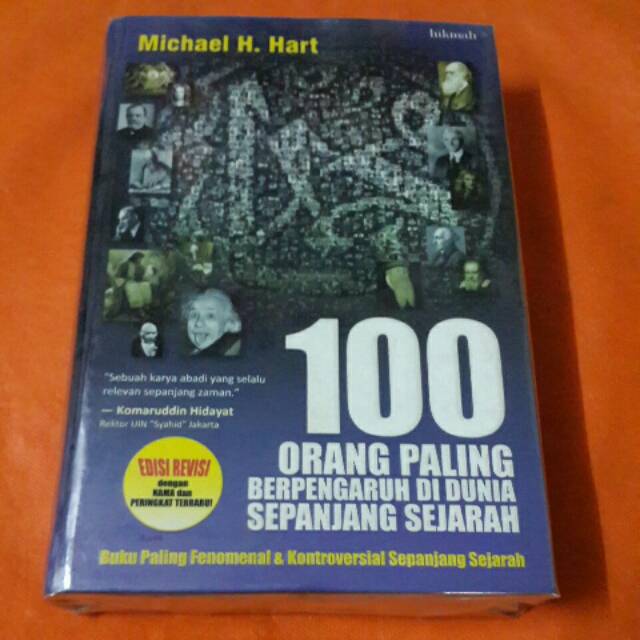 Michael H. Hart
hikmah
"Sebuah karya abadi yang selalu
relevan sepanjang zaman."
— Komaruddin Hidayat
Rektor UIN "Syahid" Jakarta
100
ORANG PALING
BERPENGARUH DI DUNIA
SEPANJANG SEJARAH
EDISI REVISI
dengan
NAMA dan
PERINGKAT TERBARU!
Buku Paling Fenomenal & Kontroversial Sepanjang Sejarah